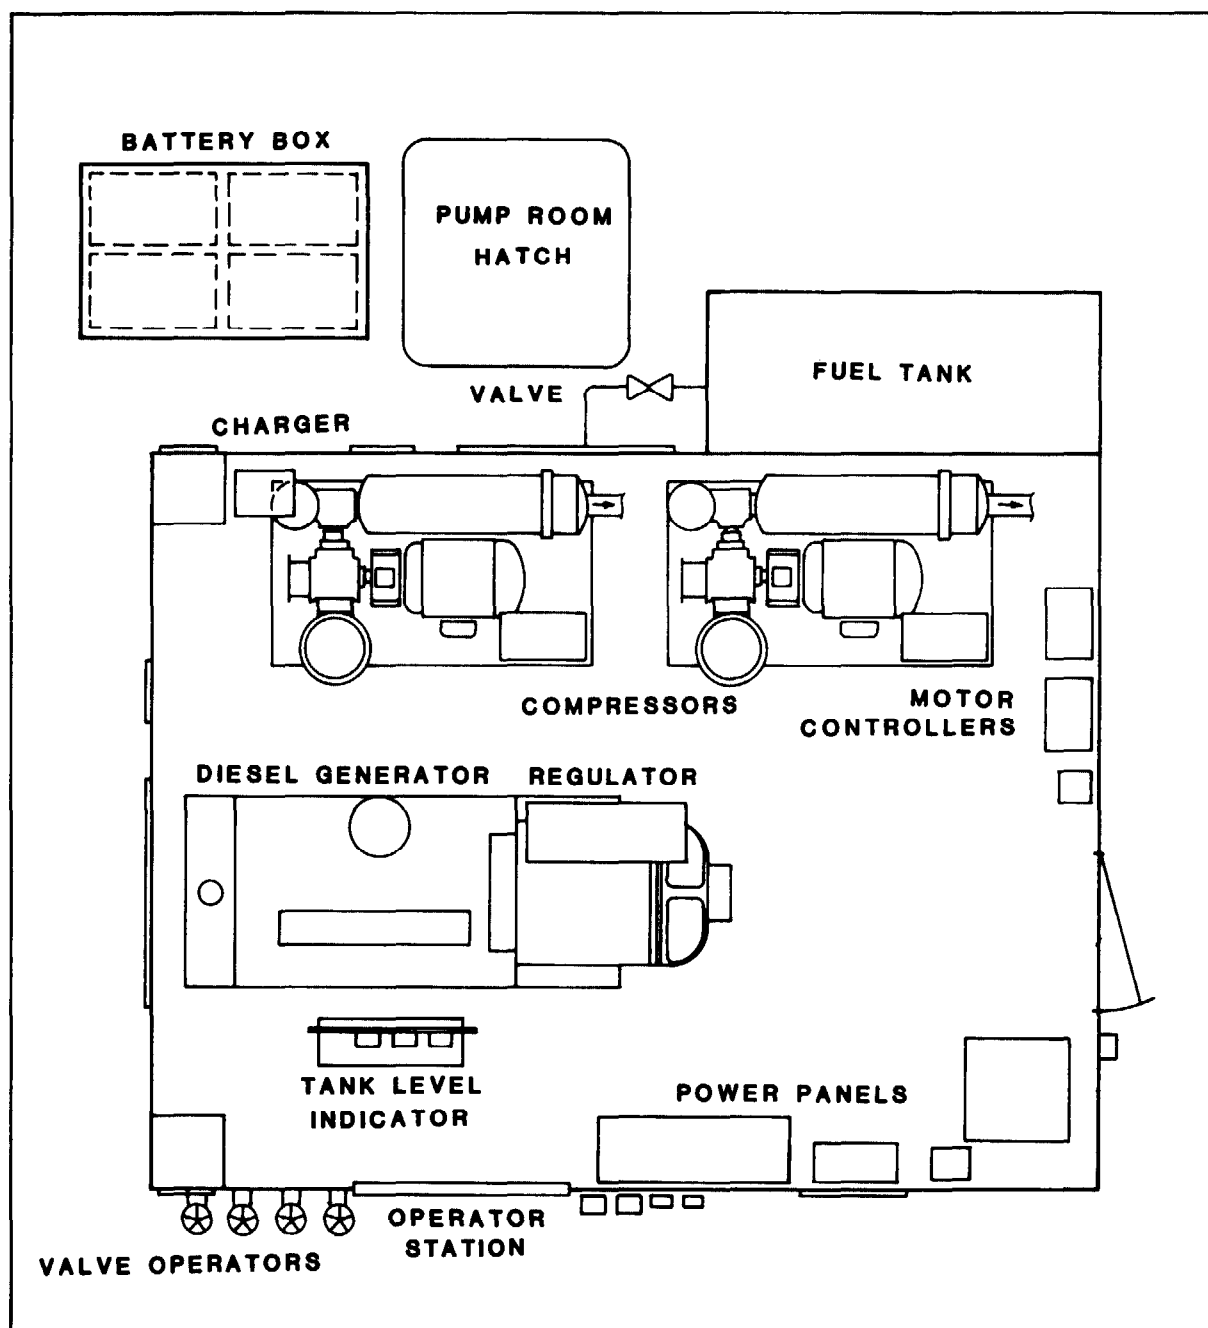 BATTERY BOX
PUMP ROOM
HATCH
FUEL TANK
VALVE
CHARGER
COMPRESSORS
MOTOR
CONTROLLERS
DIESEL GENERATOR
REGULATOR
TANK LEVEL
INDICATOR
POWER PANELS
OPERATOR
STATION
VALVE OPERATORS